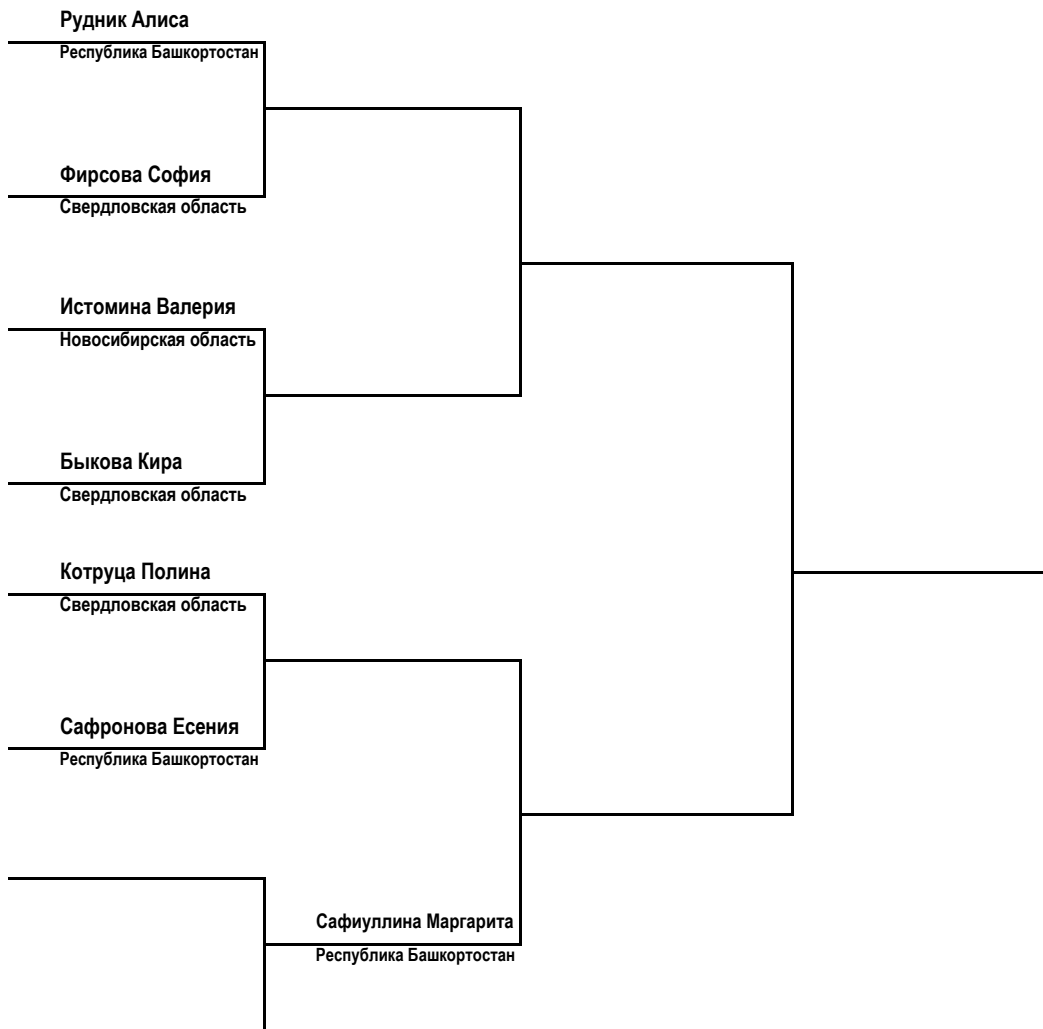 Рудник Алиса
Республика Башкортостан
Фирсова София
Свердловская область
Истомина Валерия
Новосибирская область
Быкова Кира
Свердловская область
Котруца Полина
Свердловская область
Сафронова Есения
Республика Башкортостан
Сафиуллина Маргарита
Республика Башкортостан